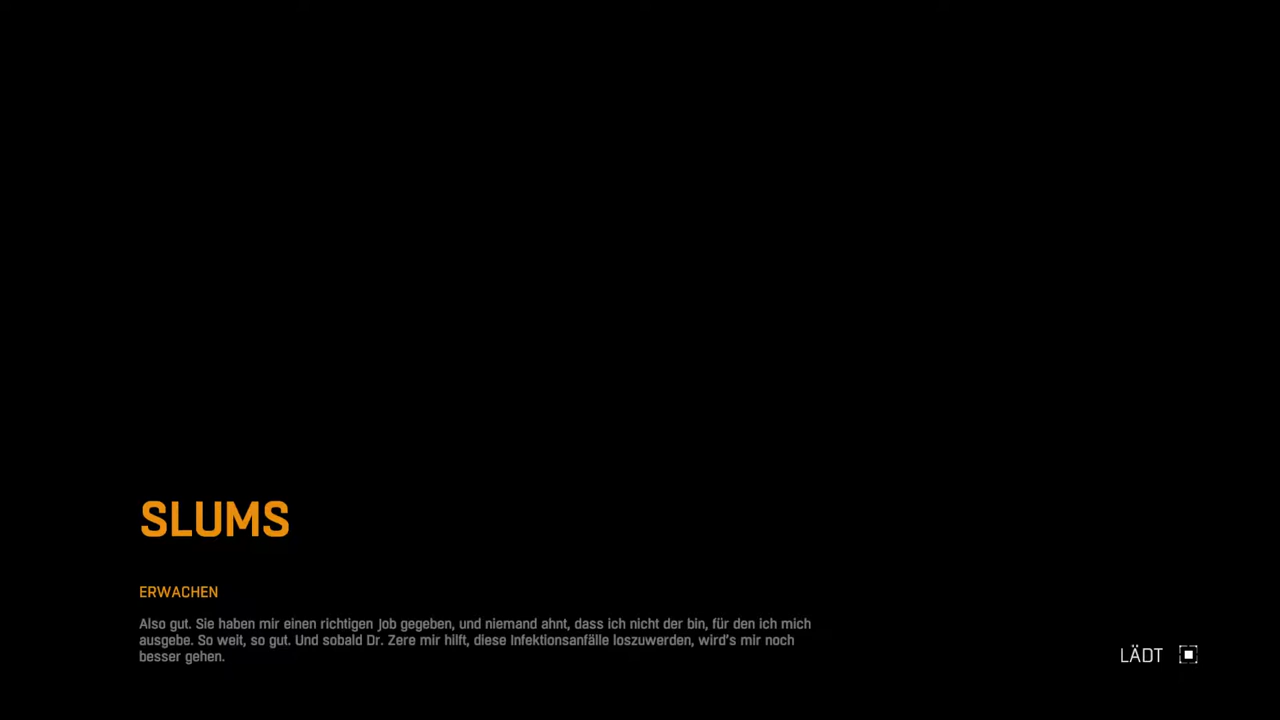 SLUMS
ERWACHEN
Also gut. Sie haben mir einen richtigen Job gegeben, und niemand ahnt, dass ich nicht der bin, für den ich mich
ausgebe. So weit, so gut. Und sobald Dr. Zere mir hilft, diese Infektionsanfälle loszuwerden, wird's mir noch
besser gehen.
LÄDT